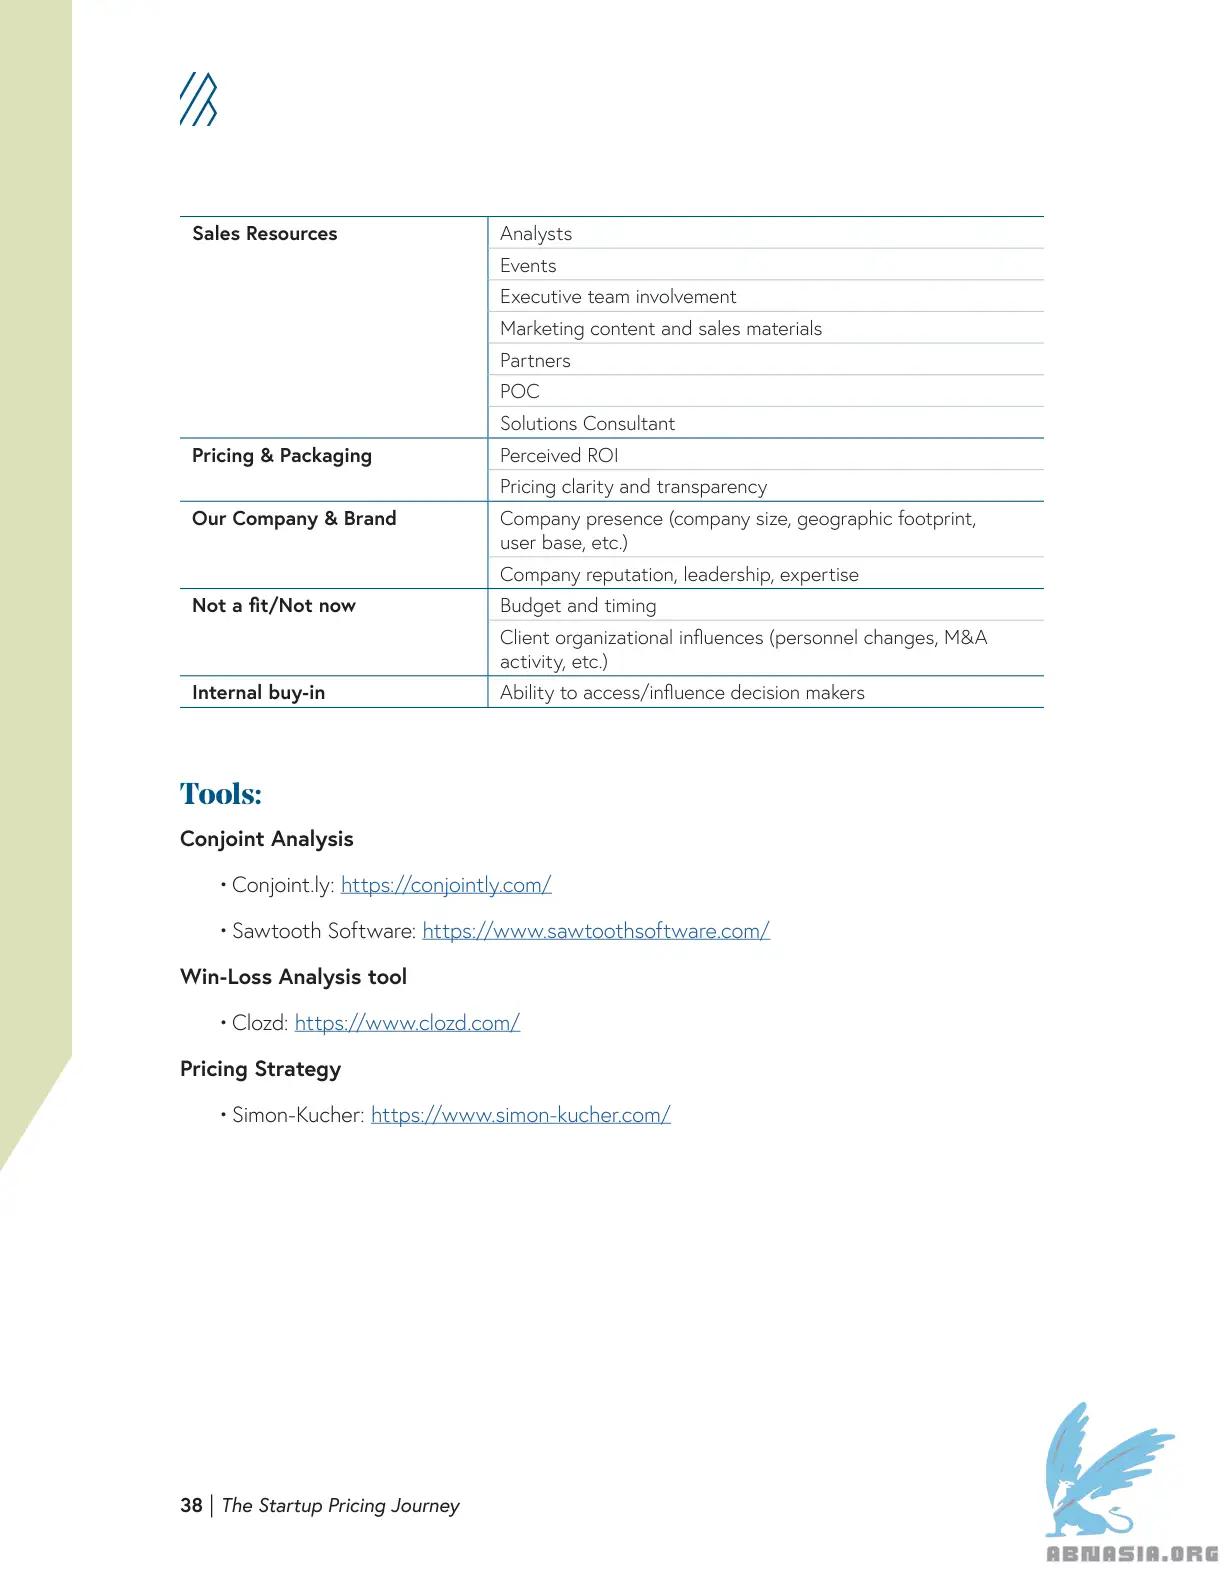 Sales Resources
Analysts
Events
Executive team involvement
Marketing content and sales materials
Partners
POC
Solutions Consultant
Pricing & Packaging
Perceived ROI
Pricing clarity and transparency
Our Company & Brand
Company presence (company size, geographic footprint,
user base, etc.)
Company reputation, leadership, expertise
Not a fit/Not now
Budget and timing
Client organizational influences (personnel changes, M&A
activity, etc.)
Internal buy-in
Ability to access/influence decision makers
Tools:
Conjoint Analysis
• Conjoint.ly: https://conjointly.com/
• Sawtooth Software: https://www.sawtoothsoftware.com/
Win-Loss Analysis tool
• Clozd: https://www.clozd.com/
Pricing Strategy
• Simon-Kucher: https://www.simon-kucher.com/
38 | The Startup Pricing Journey
ABNASIA.ORG